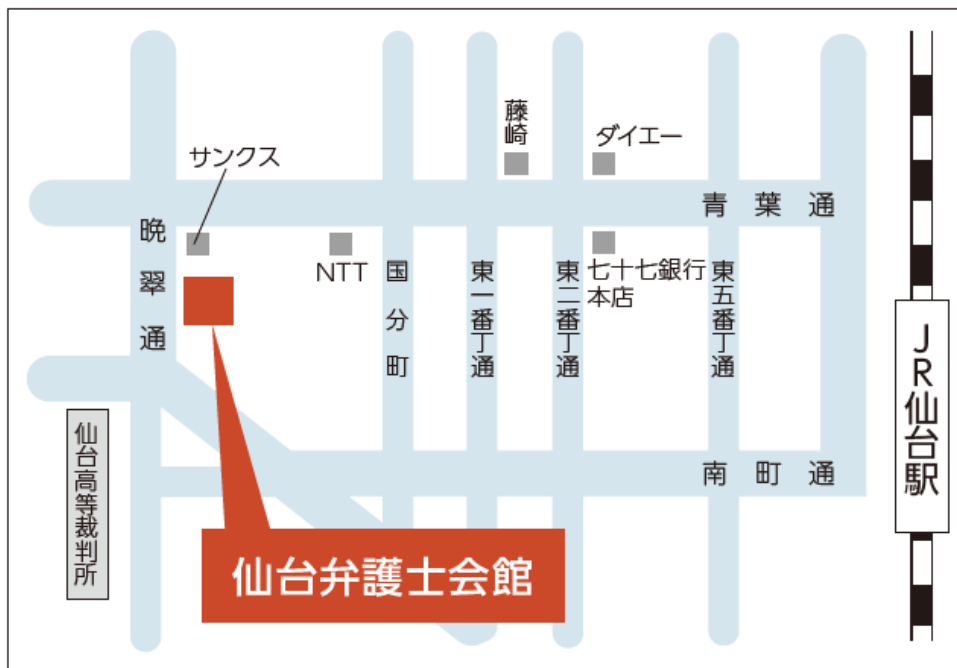 藤崎
ダイエー
サンクス
青葉通
晩翠通
NTT
国分町
東一番丁通
東二番丁通
七十七銀行
本店
東五番丁通
JR仙台駅
仙台高等裁判所
南町通
仙台弁護士会館